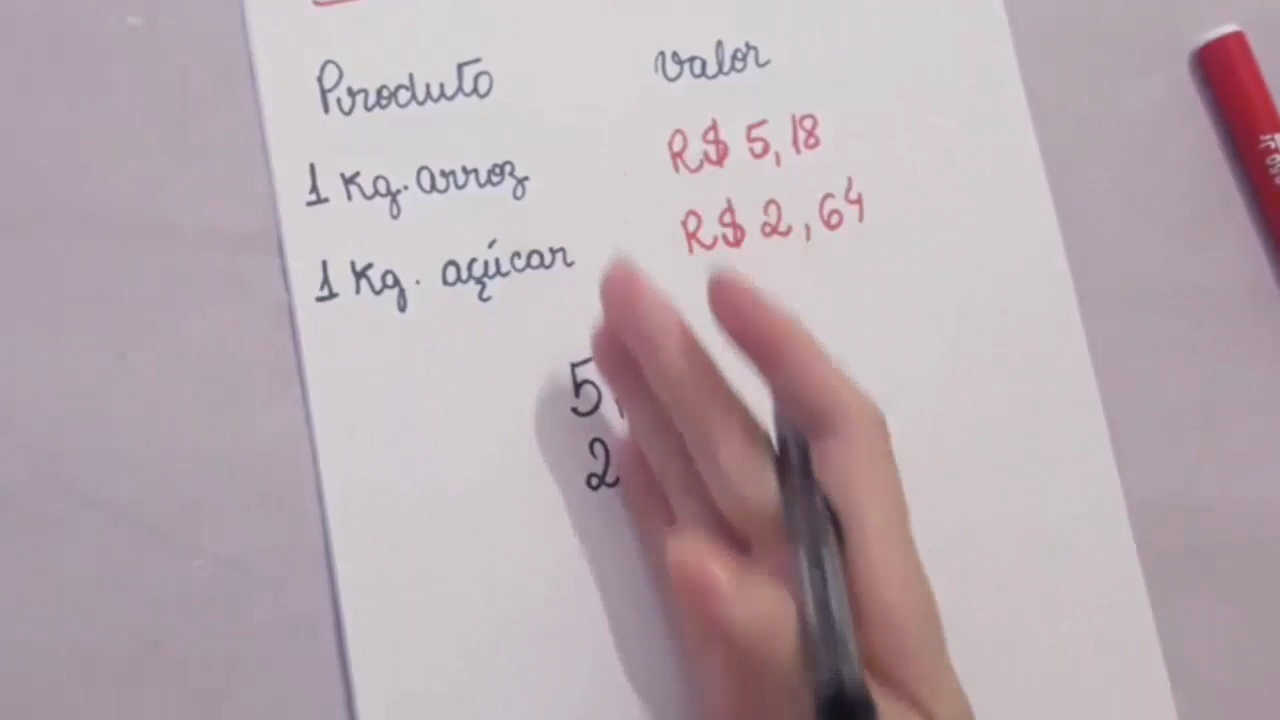 Produto valor
1 Kg. arroz R$ 5,18
1 Kg. açúcar R$ 2,64
5,
2